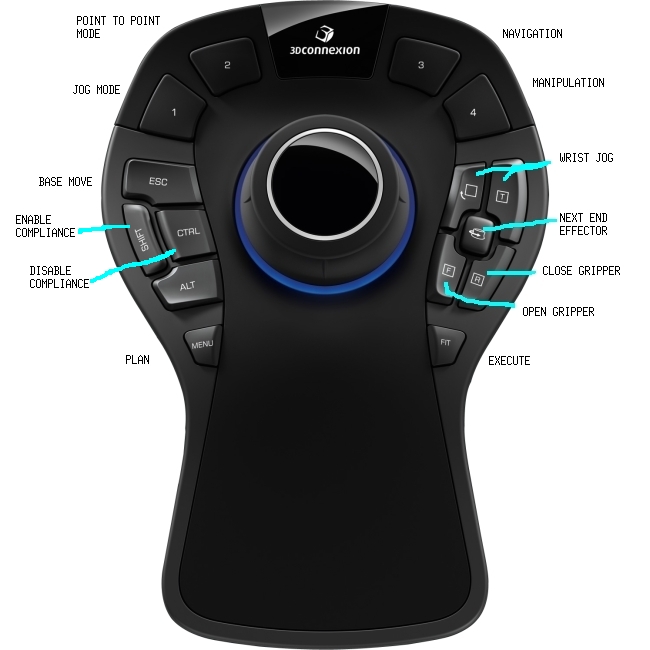 POINT TO POINT
MODE
NAVIGATION
3DCONNEXION
2
3
JOG MODE
MANIPULATION
1
4
WRIST JOG
BASE MOVE
ESC
T
ENABLE
COMPLIANCE
SHIFT
CTRL
NEXT END
EFFECTOR
DISABLE
COMPLIANCE
ALT
F
R
CLOSE GRIPPER
OPEN GRIPPER
PLAN
MENU
FIT
EXECUTE